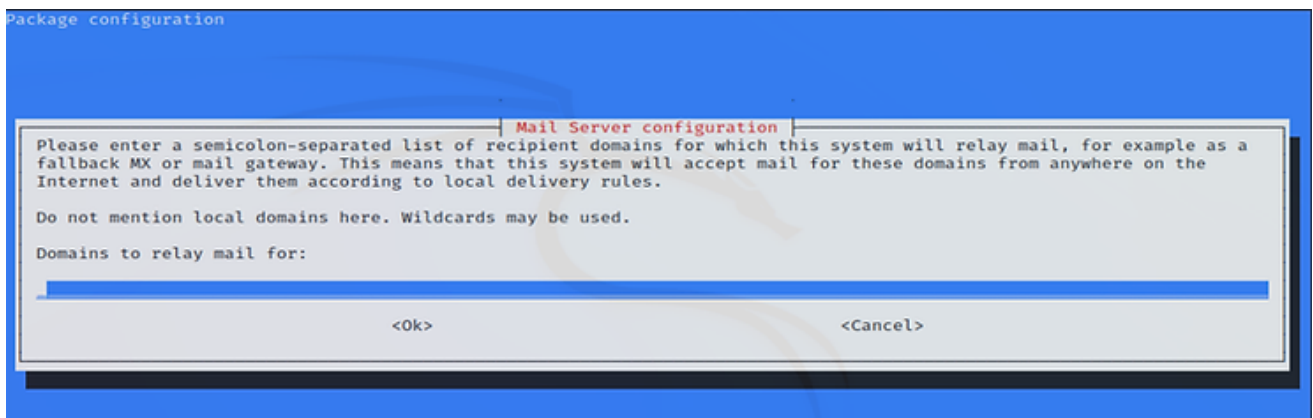 Package configuration
Mail Server configuration
Please enter a semicolon-separated list of recipient domains for which this system will relay mail, for example as a
fallback MX or mail gateway. This means that this system will accept mail for these domains from anywhere on the
Internet and deliver them according to local delivery rules.
Do not mention local domains here. Wildcards may be used.
Domains to relay mail for:
<Ok> <Cancel>